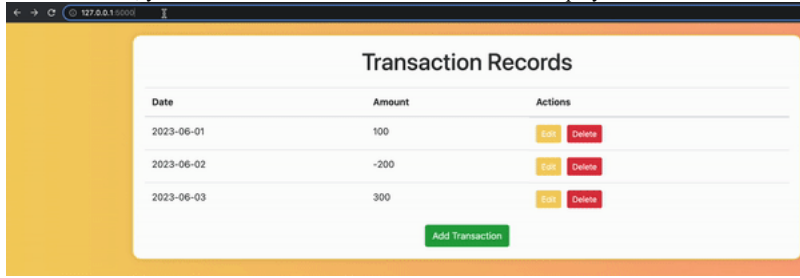 127.0.0.1:5000
Transaction Records
Date Amount Actions
2023-06-01 100 Edit Delete
2023-06-02 -200 Edit Delete
2023-06-03 300 Edit Delete
Add Transaction